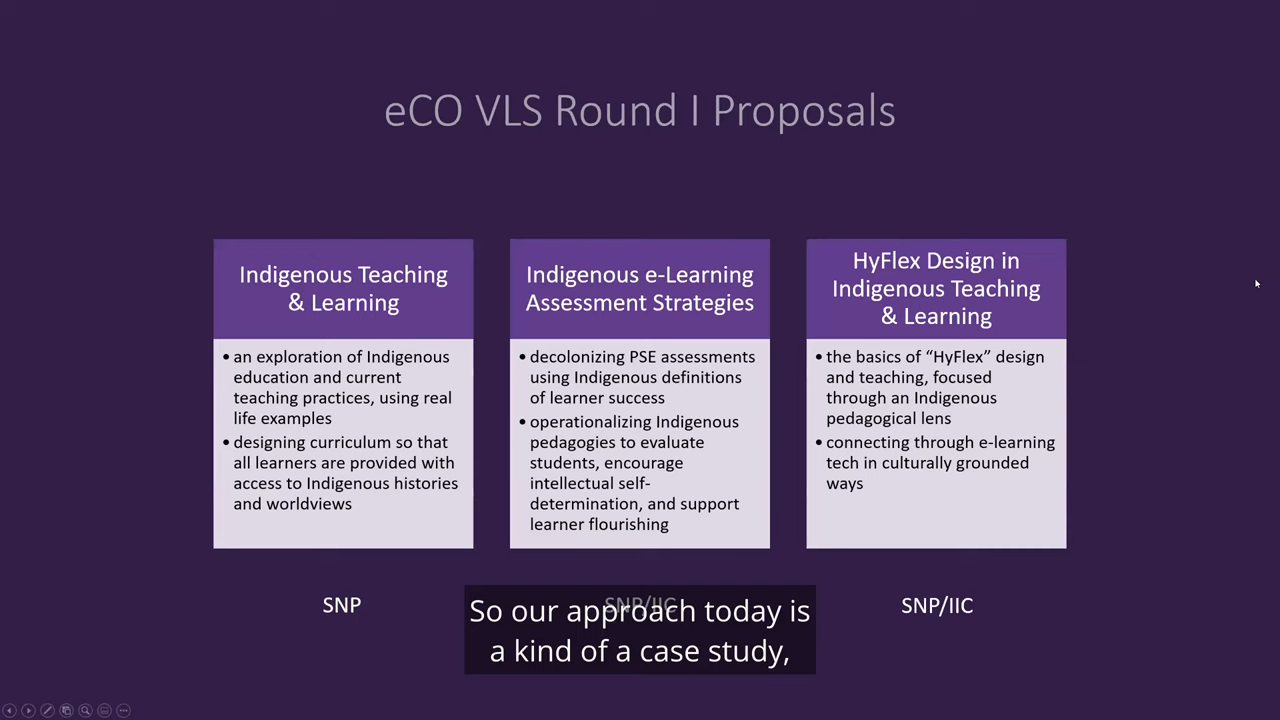 eCO VLS Round I Proposals
Indigenous Teaching
& Learning
• an exploration of Indigenous
education and current
teaching practices, using real
life examples
• designing curriculum so that
all learners are provided with
access to Indigenous histories
and worldviews
SNP
Indigenous e-Learning
Assessment Strategies
• decolonizing PSE assessments
using Indigenous definitions
of learner success
• operationalizing Indigenous
pedagogies to evaluate
students, encourage
intellectual self-
determination, and support
learner flourishing
SNP/IIC
HyFlex Design in
Indigenous Teaching
& Learning
• the basics of “HyFlex” design
and teaching, focused
through an Indigenous
pedagogical lens
• connecting through e-learning
tech in culturally grounded
ways
SNP/IIC
So our approach today is
a kind of a case study,